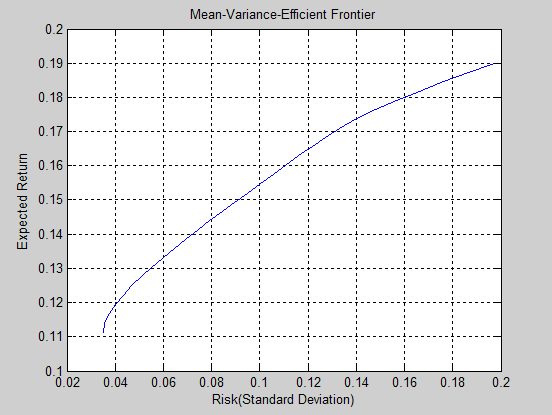 Mean-Variance-Efficient Frontier
0.2
0.19
0.18
0.17
0.16
0.15
0.14
0.13
0.12
0.11
0.1
Expected Return
0.02 0.04 0.06 0.08 0.1 0.12 0.14 0.16 0.18 0.2
Risk(Standard Deviation)